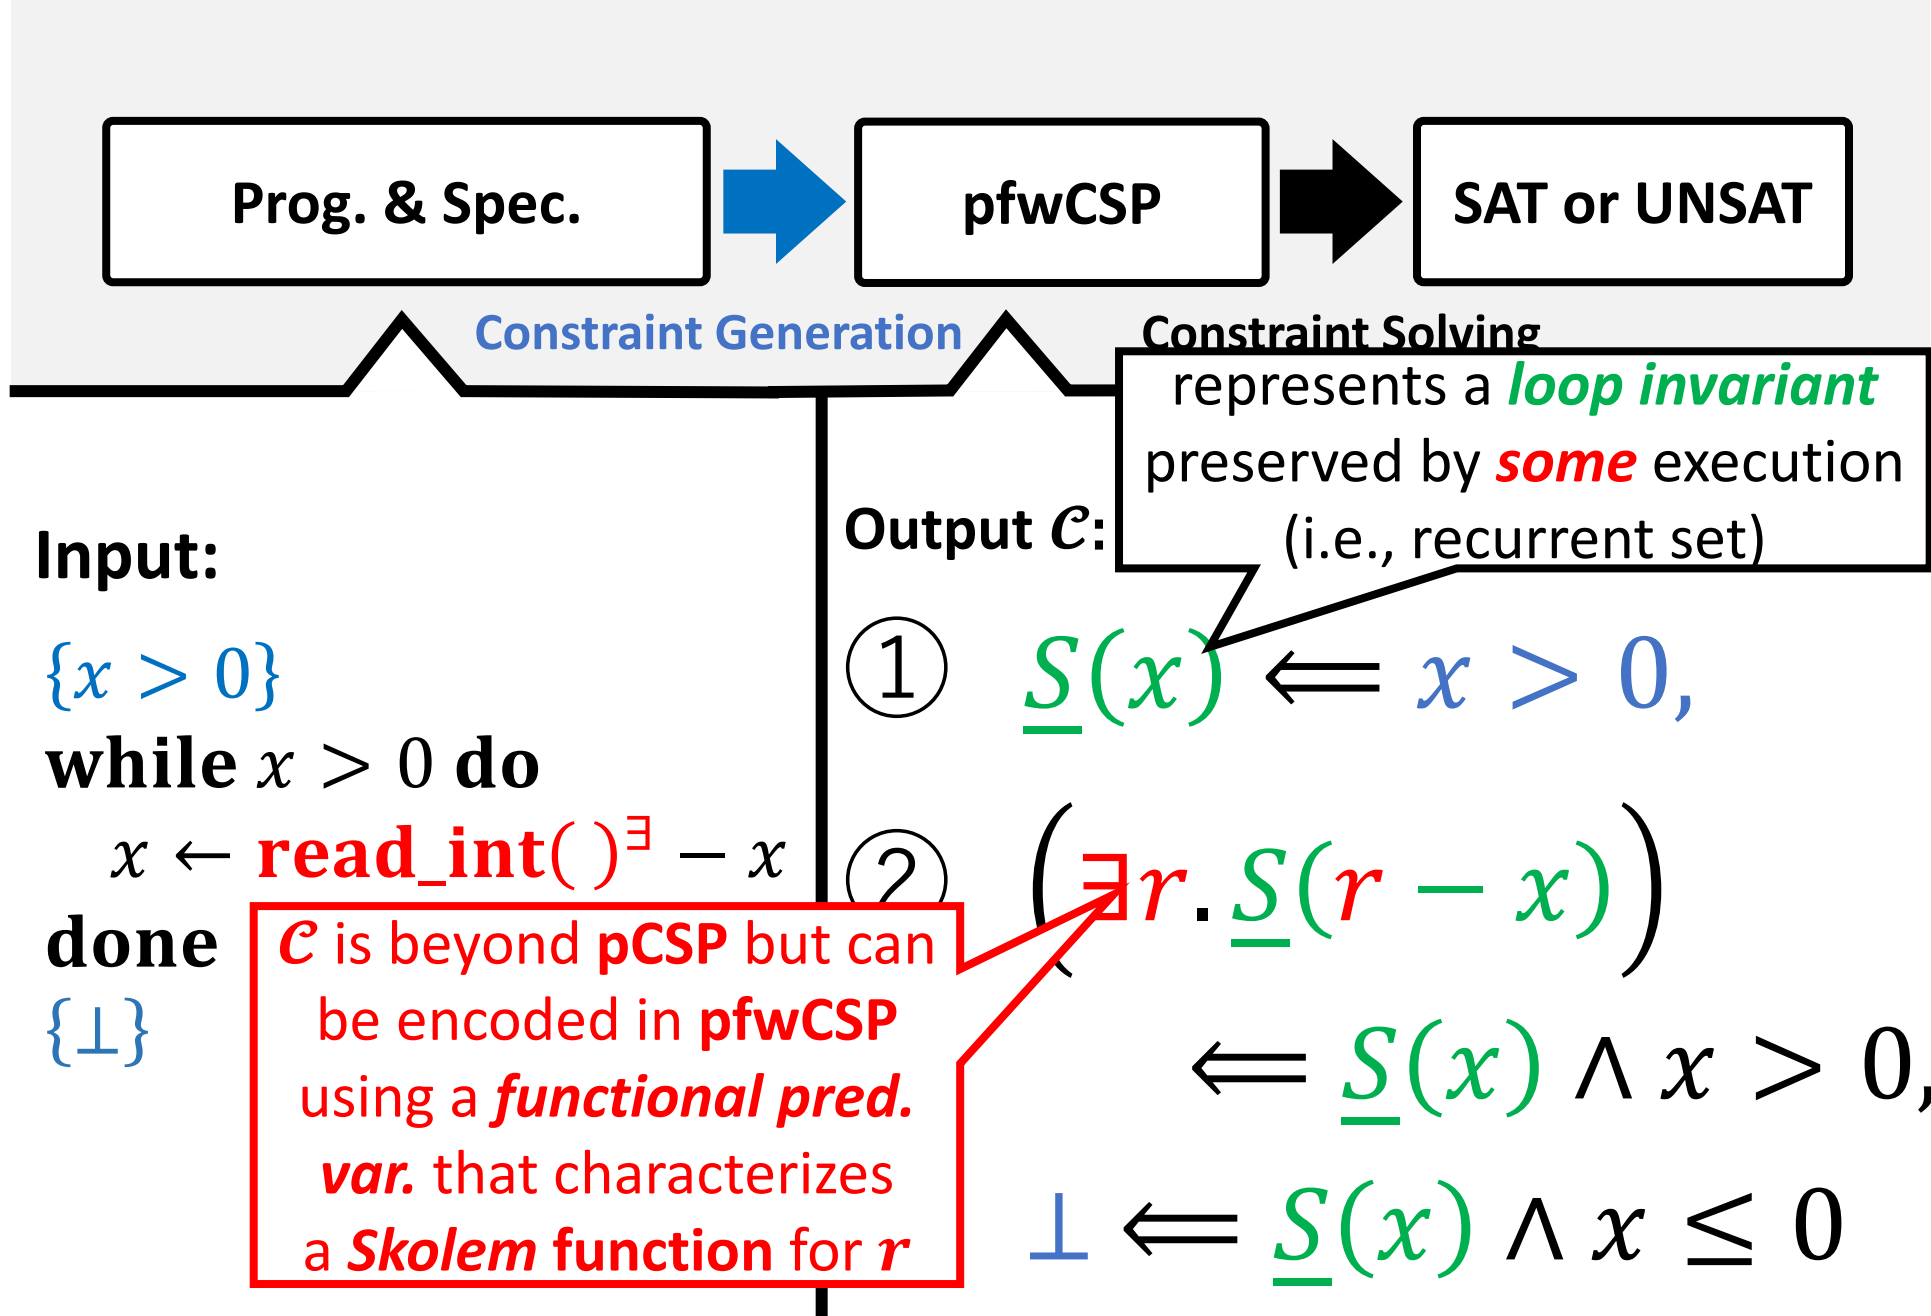 Prog. & Spec.
pfwCSP
SAT or UNSAT
Constraint Generation
Constraint Solving
represents a loop invariant
preserved by some execution
(i.e., recurrent set)
Input:
{x > 0}
while x > 0 do
x ← read_int( )^∃ − x
done
{⊥}
Output 𝒞:
① S(x) ⟸ x > 0,
② (∃r. S(r − x))
⟸ S(x) ∧ x > 0,
⊥ ⟸ S(x) ∧ x ≤ 0
𝒞 is beyond pCSP but can
be encoded in pfwCSP
using a functional pred.
var. that characterizes
a Skolem function for r